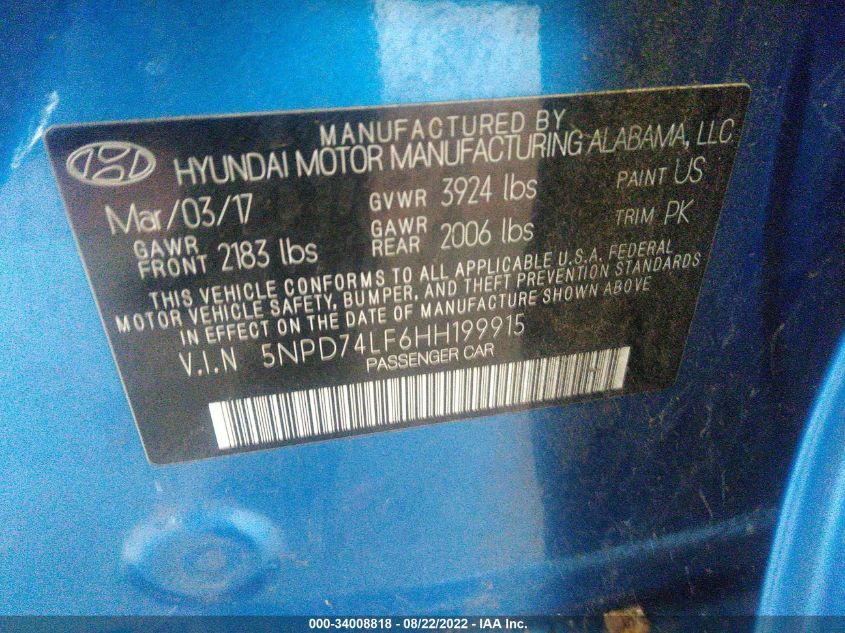 MANUFACTURED BY
HYUNDAI MOTOR MANUFACTURING ALABAMA, LLC
Mar/03/17 GVWR 3924 lbs PAINT US
GAWR FRONT 2183 lbs GAWR REAR 2006 lbs TRIM PK
THIS VEHICLE CONFORMS TO ALL APPLICABLE U.S.A. FEDERAL
MOTOR VEHICLE SAFETY, BUMPER, AND THEFT PREVENTION STANDARDS
IN EFFECT ON THE DATE OF MANUFACTURE SHOWN ABOVE
V.I.N 5NPD74LF6HH199915
PASSENGER CAR
000-34008818 - 08/22/2022 - IAA Inc.